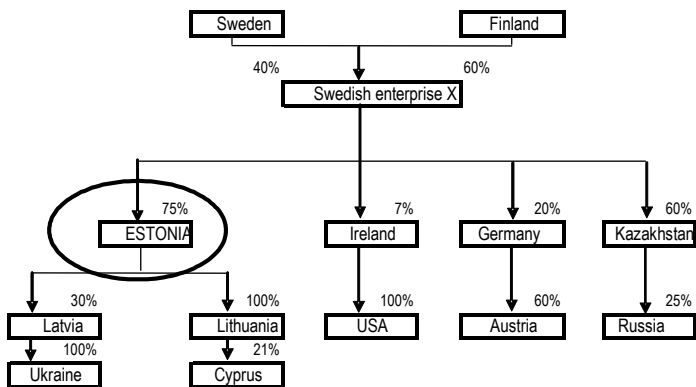 Sweden Finland
40% 60%
Swedish enterprise X
75% 7% 20% 60%
ESTONIA Ireland Germany Kazakhstan
30% 100% 100% 60% 25%
Latvia Lithuania USA Austria Russia
100% 21%
Ukraine Cyprus